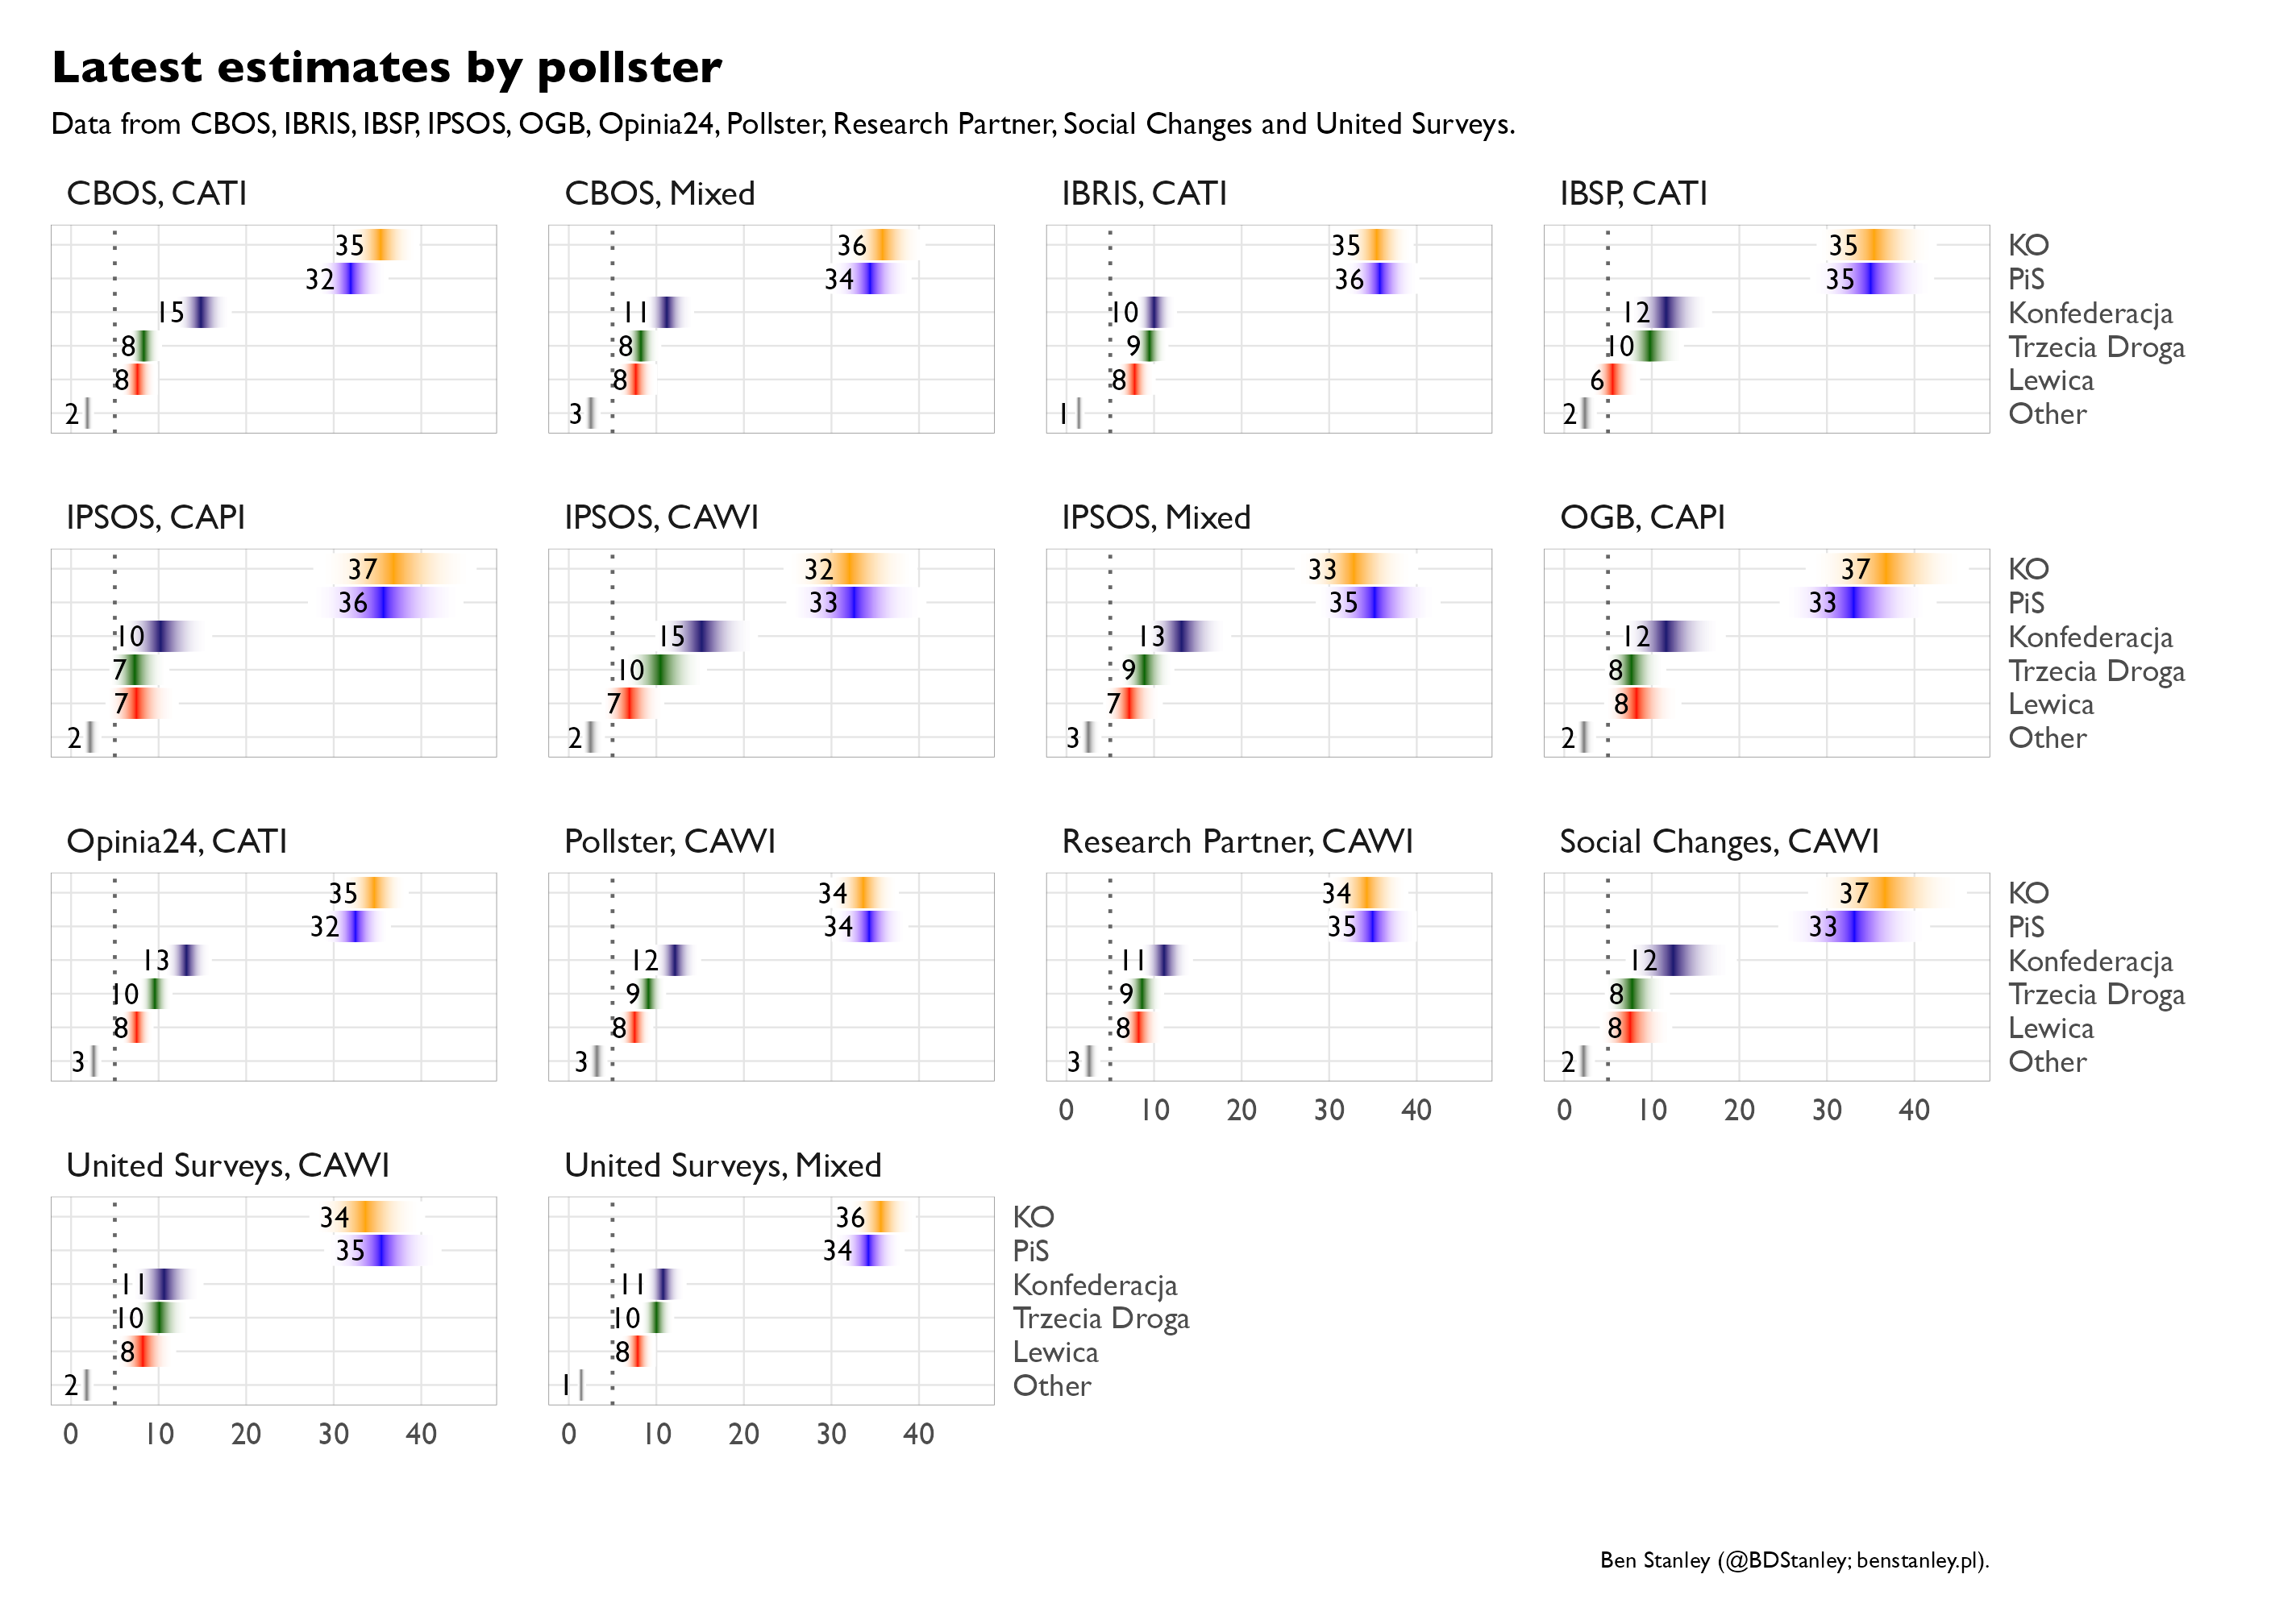 Latest estimates by pollster
Data from CBOS, IBRIS, IBSP, IPSOS, OGB, Opinia24, Pollster, Research Partner, Social Changes and United Surveys.
CBOS, CATI
35
32
15
8
8
2
CBOS, Mixed
36
34
11
8
8
3
IBRIS, CATI
35
36
10
9
8
1
IBSP, CATI
35
35
12
10
6
2
KO
PiS
Konfederacja
Trzecia Droga
Lewica
Other
IPSOS, CAPI
37
36
10
7
7
2
IPSOS, CAWI
32
33
15
10
7
2
IPSOS, Mixed
33
35
13
9
7
3
OGB, CAPI
37
33
12
8
8
2
KO
PiS
Konfederacja
Trzecia Droga
Lewica
Other
Opinia24, CATI
35
32
13
10
8
3
Pollster, CAWI
34
34
12
9
8
3
Research Partner, CAWI
34
35
11
9
8
3
0 10 20 30 40
Social Changes, CAWI
37
33
12
8
8
2
0 10 20 30 40
KO
PiS
Konfederacja
Trzecia Droga
Lewica
Other
United Surveys, CAWI
34
35
11
10
8
2
0 10 20 30 40
United Surveys, Mixed
36
34
11
10
8
1
0 10 20 30 40
KO
PiS
Konfederacja
Trzecia Droga
Lewica
Other
Ben Stanley (@BDStanley; benstanley.pl).